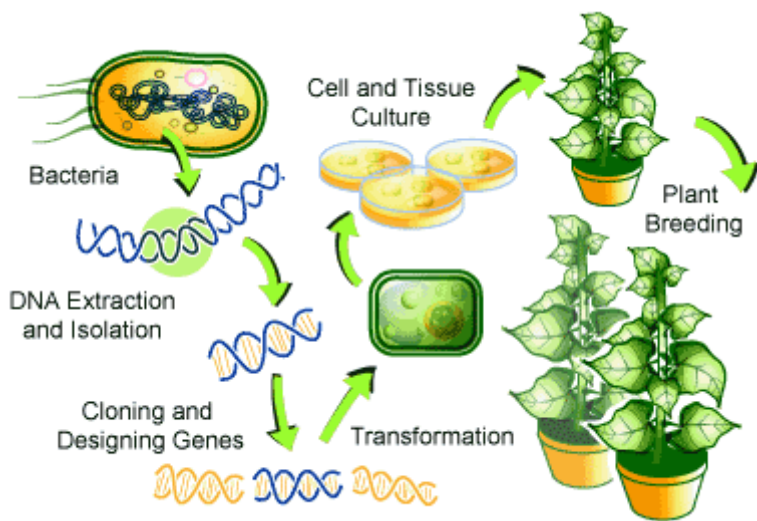 Bacteria
DNA Extraction
and Isolation
Cloning and
Designing Genes
Transformation
Cell and Tissue
Culture
Plant
Breeding